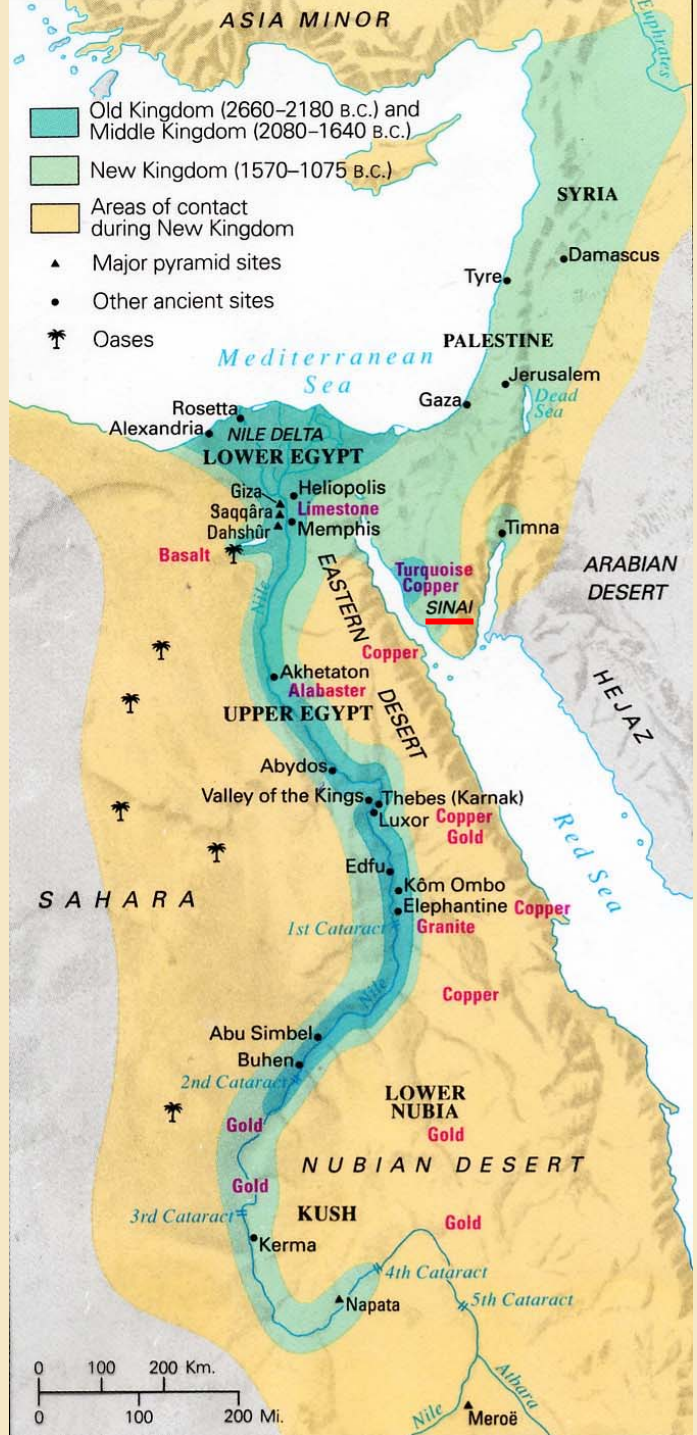 ASIA MINOR
Euphrates
Old Kingdom (2660–2180 B.C.) and
Middle Kingdom (2080–1640 B.C.)
New Kingdom (1570–1075 B.C.)
Areas of contact
during New Kingdom
Major pyramid sites
Other ancient sites
Oases
SYRIA
Damascus
Tyre
PALESTINE
Mediterranean
Sea
Jerusalem
Gaza
Dead
Sea
Rosetta
Alexandria
NILE DELTA
LOWER EGYPT
Giza
Heliopolis
Saqqâra
Limestone
Dahshûr
Memphis
Timna
Basalt
Turquoise
Copper
SINAI
ARABIAN
DESERT
Nile
EASTERN
DESERT
Copper
Akhetaton
Alabaster
UPPER EGYPT
HEJAZ
Abydos
Valley of the Kings
Thebes (Karnak)
Luxor
Copper
Gold
Red Sea
Edfu
Kôm Ombo
SAHARA
Elephantine
Copper
1st Cataract
Granite
Nile
Copper
Abu Simbel
Buhen
2nd Cataract
LOWER
NUBIA
Gold
Gold
NUBIAN DESERT
Gold
3rd Cataract
KUSH
Gold
Kerma
4th Cataract
Napata
5th Cataract
0 100 200 Km.
0 100 200 Mi.
Nile
Atbara
Meroë